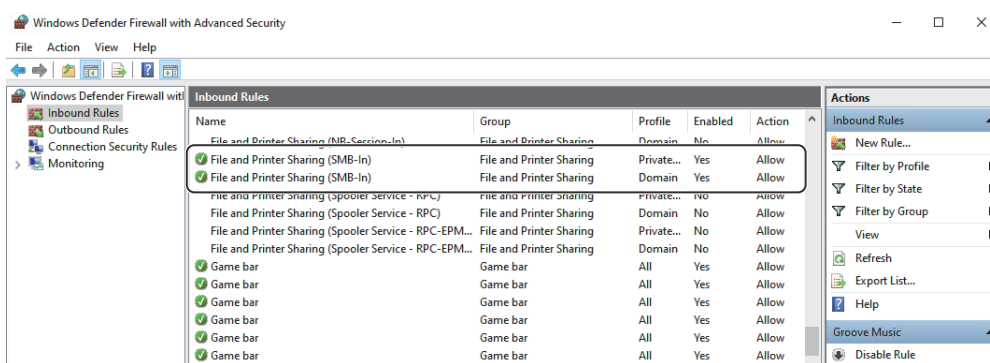 Windows Defender Firewall with Advanced Security
File Action View Help
Windows Defender Firewall witl
Inbound Rules
Outbound Rules
Connection Security Rules
Monitoring
Inbound Rules
Name Group Profile Enabled Action
File and Printer Sharing (NB-Session-In) File and Printer Sharing Domain No Allow
File and Printer Sharing (SMB-In) File and Printer Sharing Private... Yes Allow
File and Printer Sharing (SMB-In) File and Printer Sharing Domain Yes Allow
File and Printer Sharing (Spooler Service - RPC) File and Printer Sharing Private... No Allow
File and Printer Sharing (Spooler Service - RPC) File and Printer Sharing Domain No Allow
File and Printer Sharing (Spooler Service - RPC-EPM... File and Printer Sharing Private... No Allow
File and Printer Sharing (Spooler Service - RPC-EPM... File and Printer Sharing Domain No Allow
Game bar Game bar All Yes Allow
Game bar Game bar All Yes Allow
Game bar Game bar All Yes Allow
Game bar Game bar All Yes Allow
Game bar Game bar All Yes Allow
Game bar Game bar All Yes Allow
Actions
Inbound Rules
New Rule...
Filter by Profile
Filter by State
Filter by Group
View
Refresh
Export List...
Help
Groove Music
Disable Rule